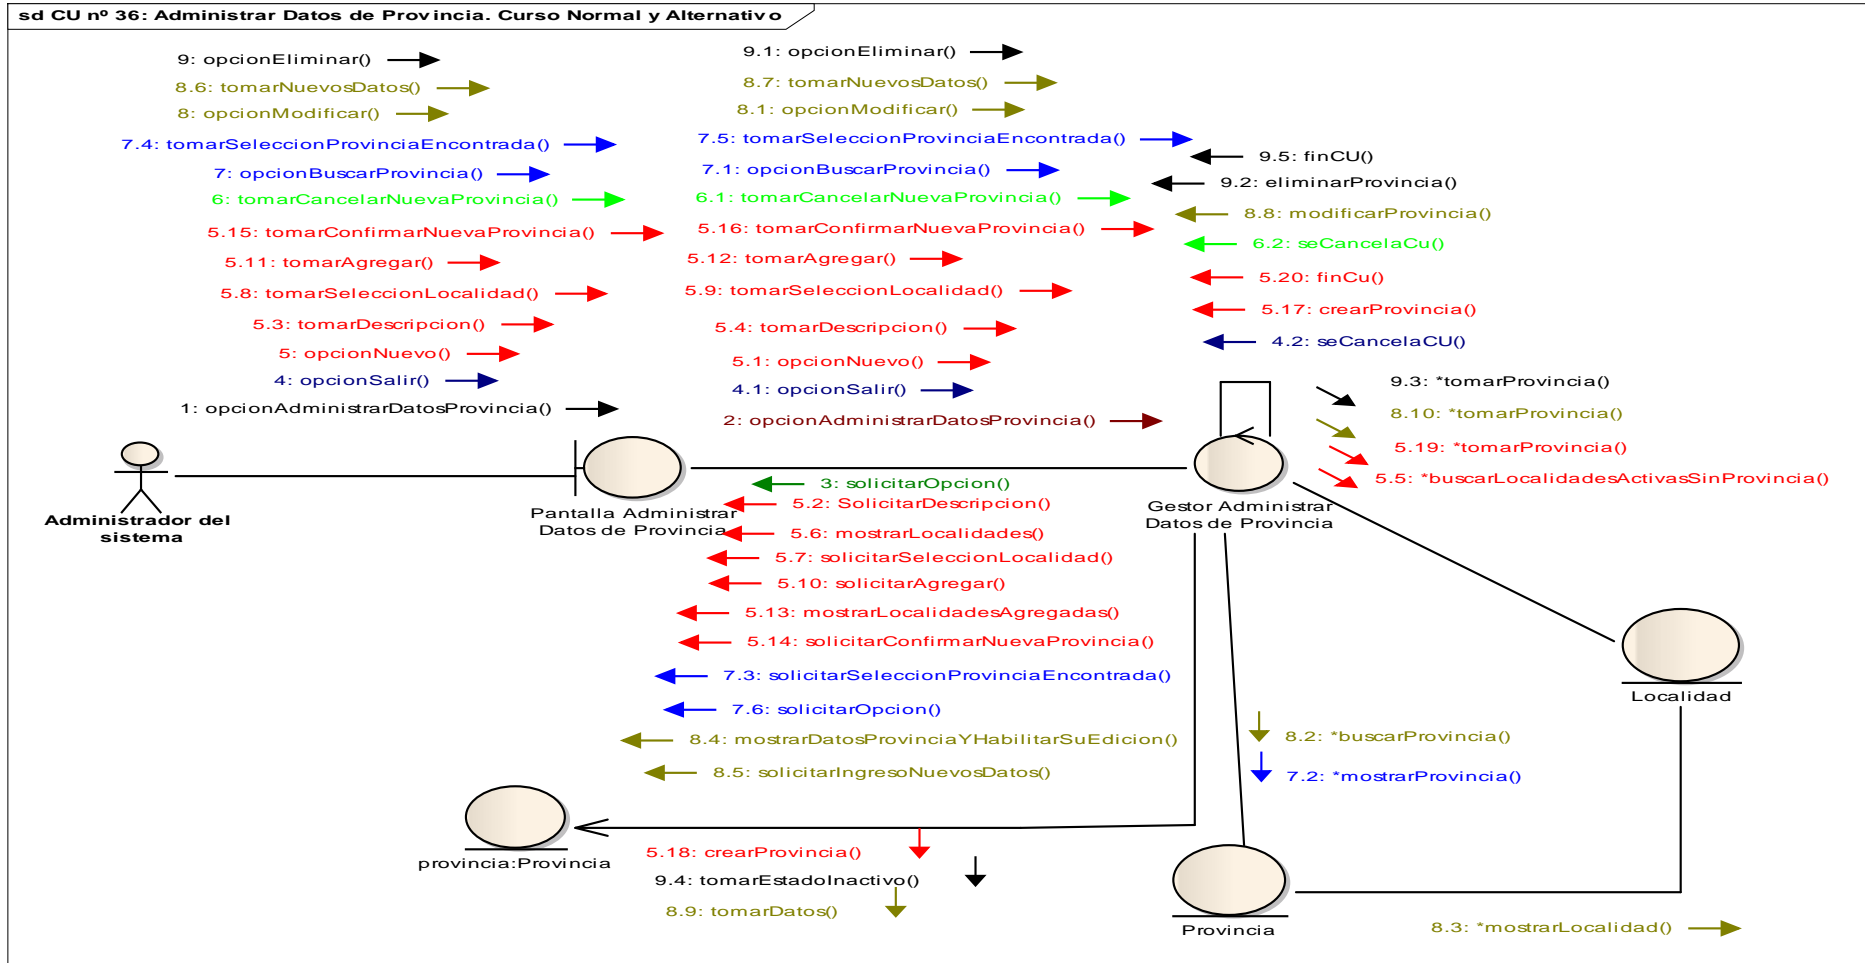 sd CU nº 36: Administrar Datos de Provincia. Curso Normal y Alternativo
9: opcionEliminar()
8.6: tomarNuevosDatos()
8: opcionModificar()
7.4: tomarSeleccionProvinciaEncontrada()
7: opcionBuscarProvincia()
6: tomarCancelarNuevaProvincia()
5.15: tomarConfirmarNuevaProvincia()
5.11: tomarAgregar()
5.8: tomarSeleccionLocalidad()
5.3: tomarDescripcion()
5: opcionNuevo()
4: opcionSalir()
1: opcionAdministrarDatosProvincia()
9.1: opcionEliminar()
8.7: tomarNuevosDatos()
8.1: opcionModificar()
7.5: tomarSeleccionProvinciaEncontrada()
7.1: opcionBuscarProvincia()
6.1: tomarCancelarNuevaProvincia()
5.16: tomarConfirmarNuevaProvincia()
5.12: tomarAgregar()
5.9: tomarSeleccionLocalidad()
5.4: tomarDescripcion()
5.1: opcionNuevo()
4.1: opcionSalir()
2: opcionAdministrarDatosProvincia()
9.5: finCU()
9.2: eliminarProvincia()
8.8: modificarProvincia()
6.2: seCancelaCu()
5.20: finCu()
5.17: crearProvincia()
4.2: seCancelaCU()
9.3: *tomarProvincia()
8.10: *tomarProvincia()
5.19: *tomarProvincia()
5.5: *buscarLocalidadesActivasSinProvincia()
Administrador del
sistema
Pantalla Administrar
Datos de Provincia
Gestor Administrar
Datos de Provincia
3: solicitarOpcion()
5.2: SolicitarDescripcion()
5.6: mostrarLocalidades()
5.7: solicitarSeleccionLocalidad()
5.10: solicitarAgregar()
5.13: mostrarLocalidadesAgregadas()
5.14: solicitarConfirmarNuevaProvincia()
7.3: solicitarSeleccionProvinciaEncontrada()
7.6: solicitarOpcion()
8.4: mostrarDatosProvinciaYHabilitarSuEdicion()
8.5: solicitarIngresoNuevosDatos()
Localidad
8.2: *buscarProvincia()
7.2: *mostrarProvincia()
provincia:Provincia
5.18: crearProvincia()
9.4: tomarEstadoInactivo()
8.9: tomarDatos()
Provincia
8.3: *mostrarLocalidad()